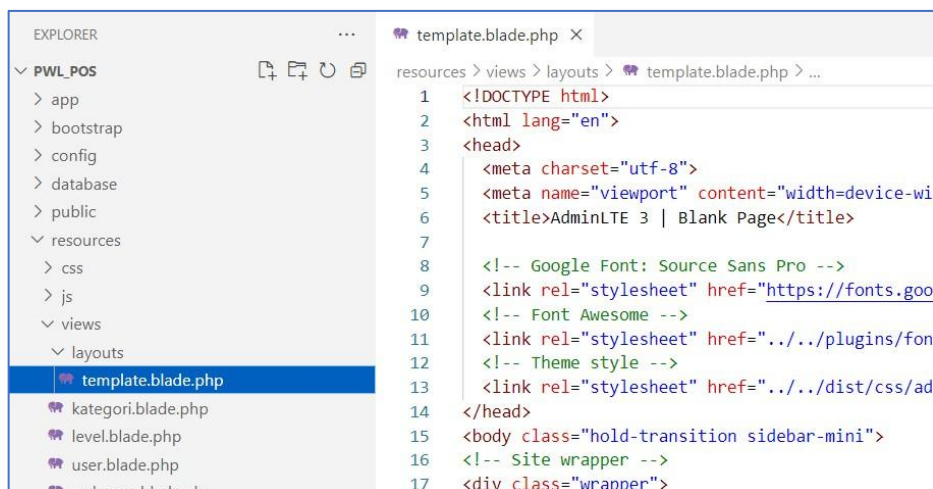 EXPLORER
template.blade.php
PWL_POS
resources > views > layouts > template.blade.php > ...
app
bootstrap
config
database
public
resources
css
js
views
layouts
template.blade.php
kategori.blade.php
level.blade.php
user.blade.php
1 <!DOCTYPE html>
2 <html lang="en">
3 <head>
4 <meta charset="utf-8">
5 <meta name="viewport" content="width=device-wi
6 <title>AdminLTE 3 | Blank Page</title>
7
8 <!-- Google Font: Source Sans Pro -->
9 <link rel="stylesheet" href="https://fonts.goo
10 <!-- Font Awesome -->
11 <link rel="stylesheet" href="../../plugins/fon
12 <!-- Theme style -->
13 <link rel="stylesheet" href="../../dist/css/ad
14 </head>
15 <body class="hold-transition sidebar-mini">
16 <!-- Site wrapper -->
17 <div class="wrapper">